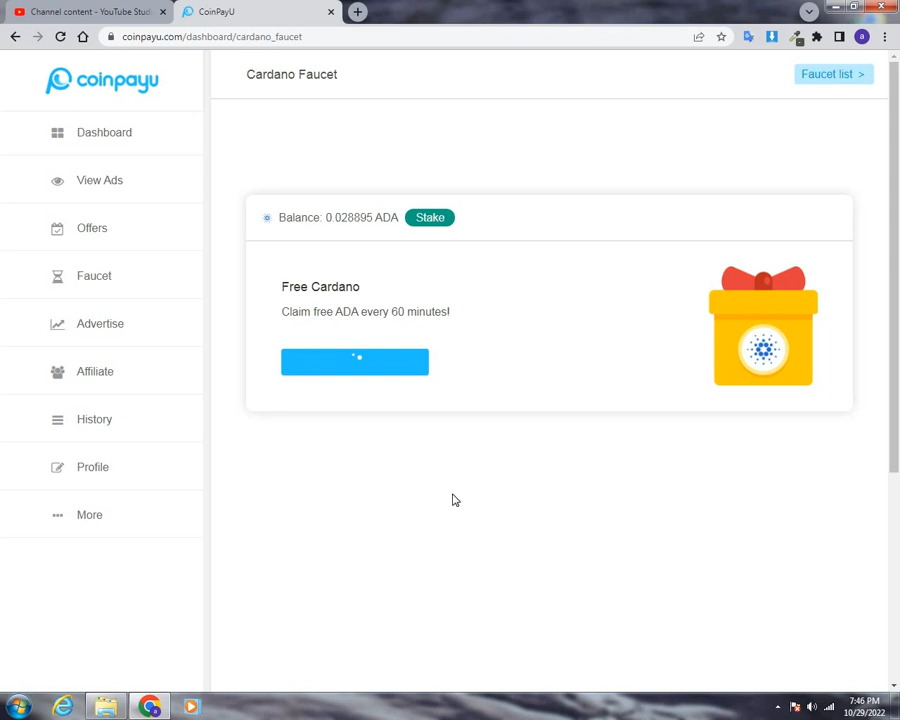 Channel content - YouTube Stud
CoinPayU
coinpayu.com/dashboard/cardano_faucet
a
coinpayu
Cardano Faucet
Faucet list >
Dashboard
View Ads
Offers
Faucet
Advertise
Affiliate
History
Profile
More
Balance: 0.028895 ADA
Stake
Free Cardano
Claim free ADA every 60 minutes!
a
7:46 PM
10/29/2022